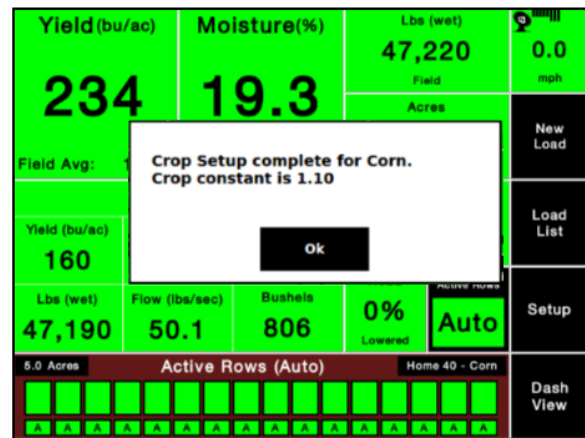 Yield (bu/ac)
234
Field Avg:
Moisture(%)
19.3
Lbs (wet)
47,220
Field
Acres
0.0
mph
New
Load
Load
List
Setup
Dash
View
Crop Setup complete for Corn.
Crop constant is 1.10
Ok
Yield (bu/ac)
160
Lbs (wet)
47,190
Flow (lbs/sec)
50.1
Bushels
806
0%
Lowered
Active Rows
Auto
5.0 Acres
Active Rows (Auto)
Home 40 - Corn
A A A A A A A A A A A A A A A A